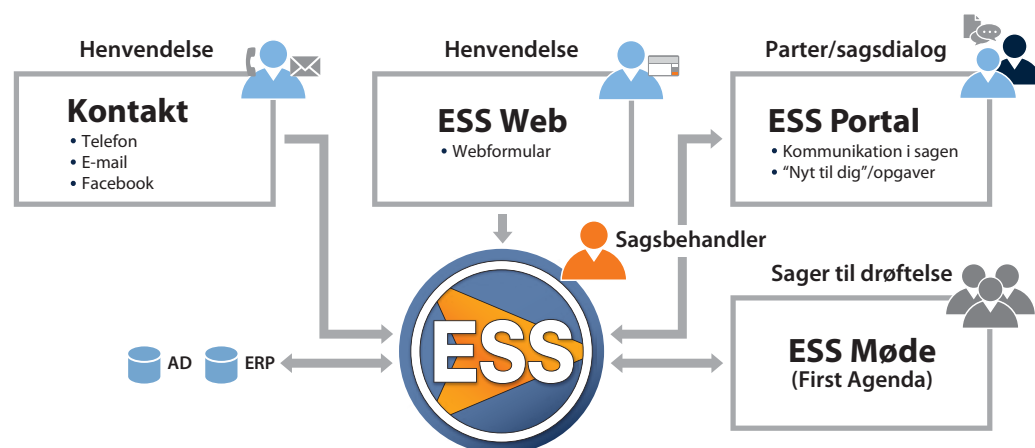 Henvendelse
Kontakt
• Telefon
• E-mail
• Facebook
Henvendelse
ESS Web
• Webformular
Parter/sagsdialog
ESS Portal
• Kommunikation i sagen
• “Nyt til dig”/opgaver
Sagsbehandler
ESS
AD
ERP
Sager til drøftelse
ESS Møde
(First Agenda)